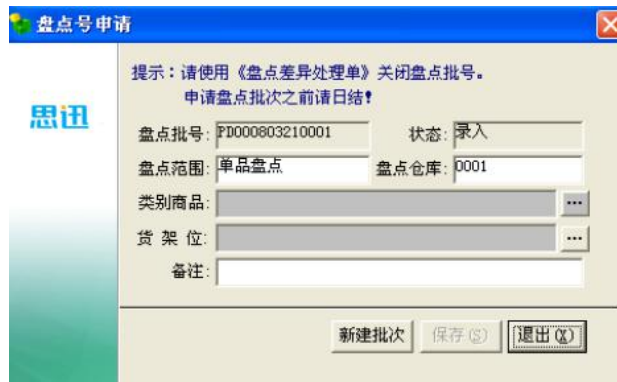 盘点号申请
提示：请使用《盘点差异处理单》关闭盘点批号。
申请盘点批次之前请日结！
思迅
盘点批号: PD000803210001 状态: 录入
盘点范围: 单品盘点 盘点仓库: 0001
类别商品: ...
货 架 位: ...
备注:
新建批次 保存(S) 退出(X)